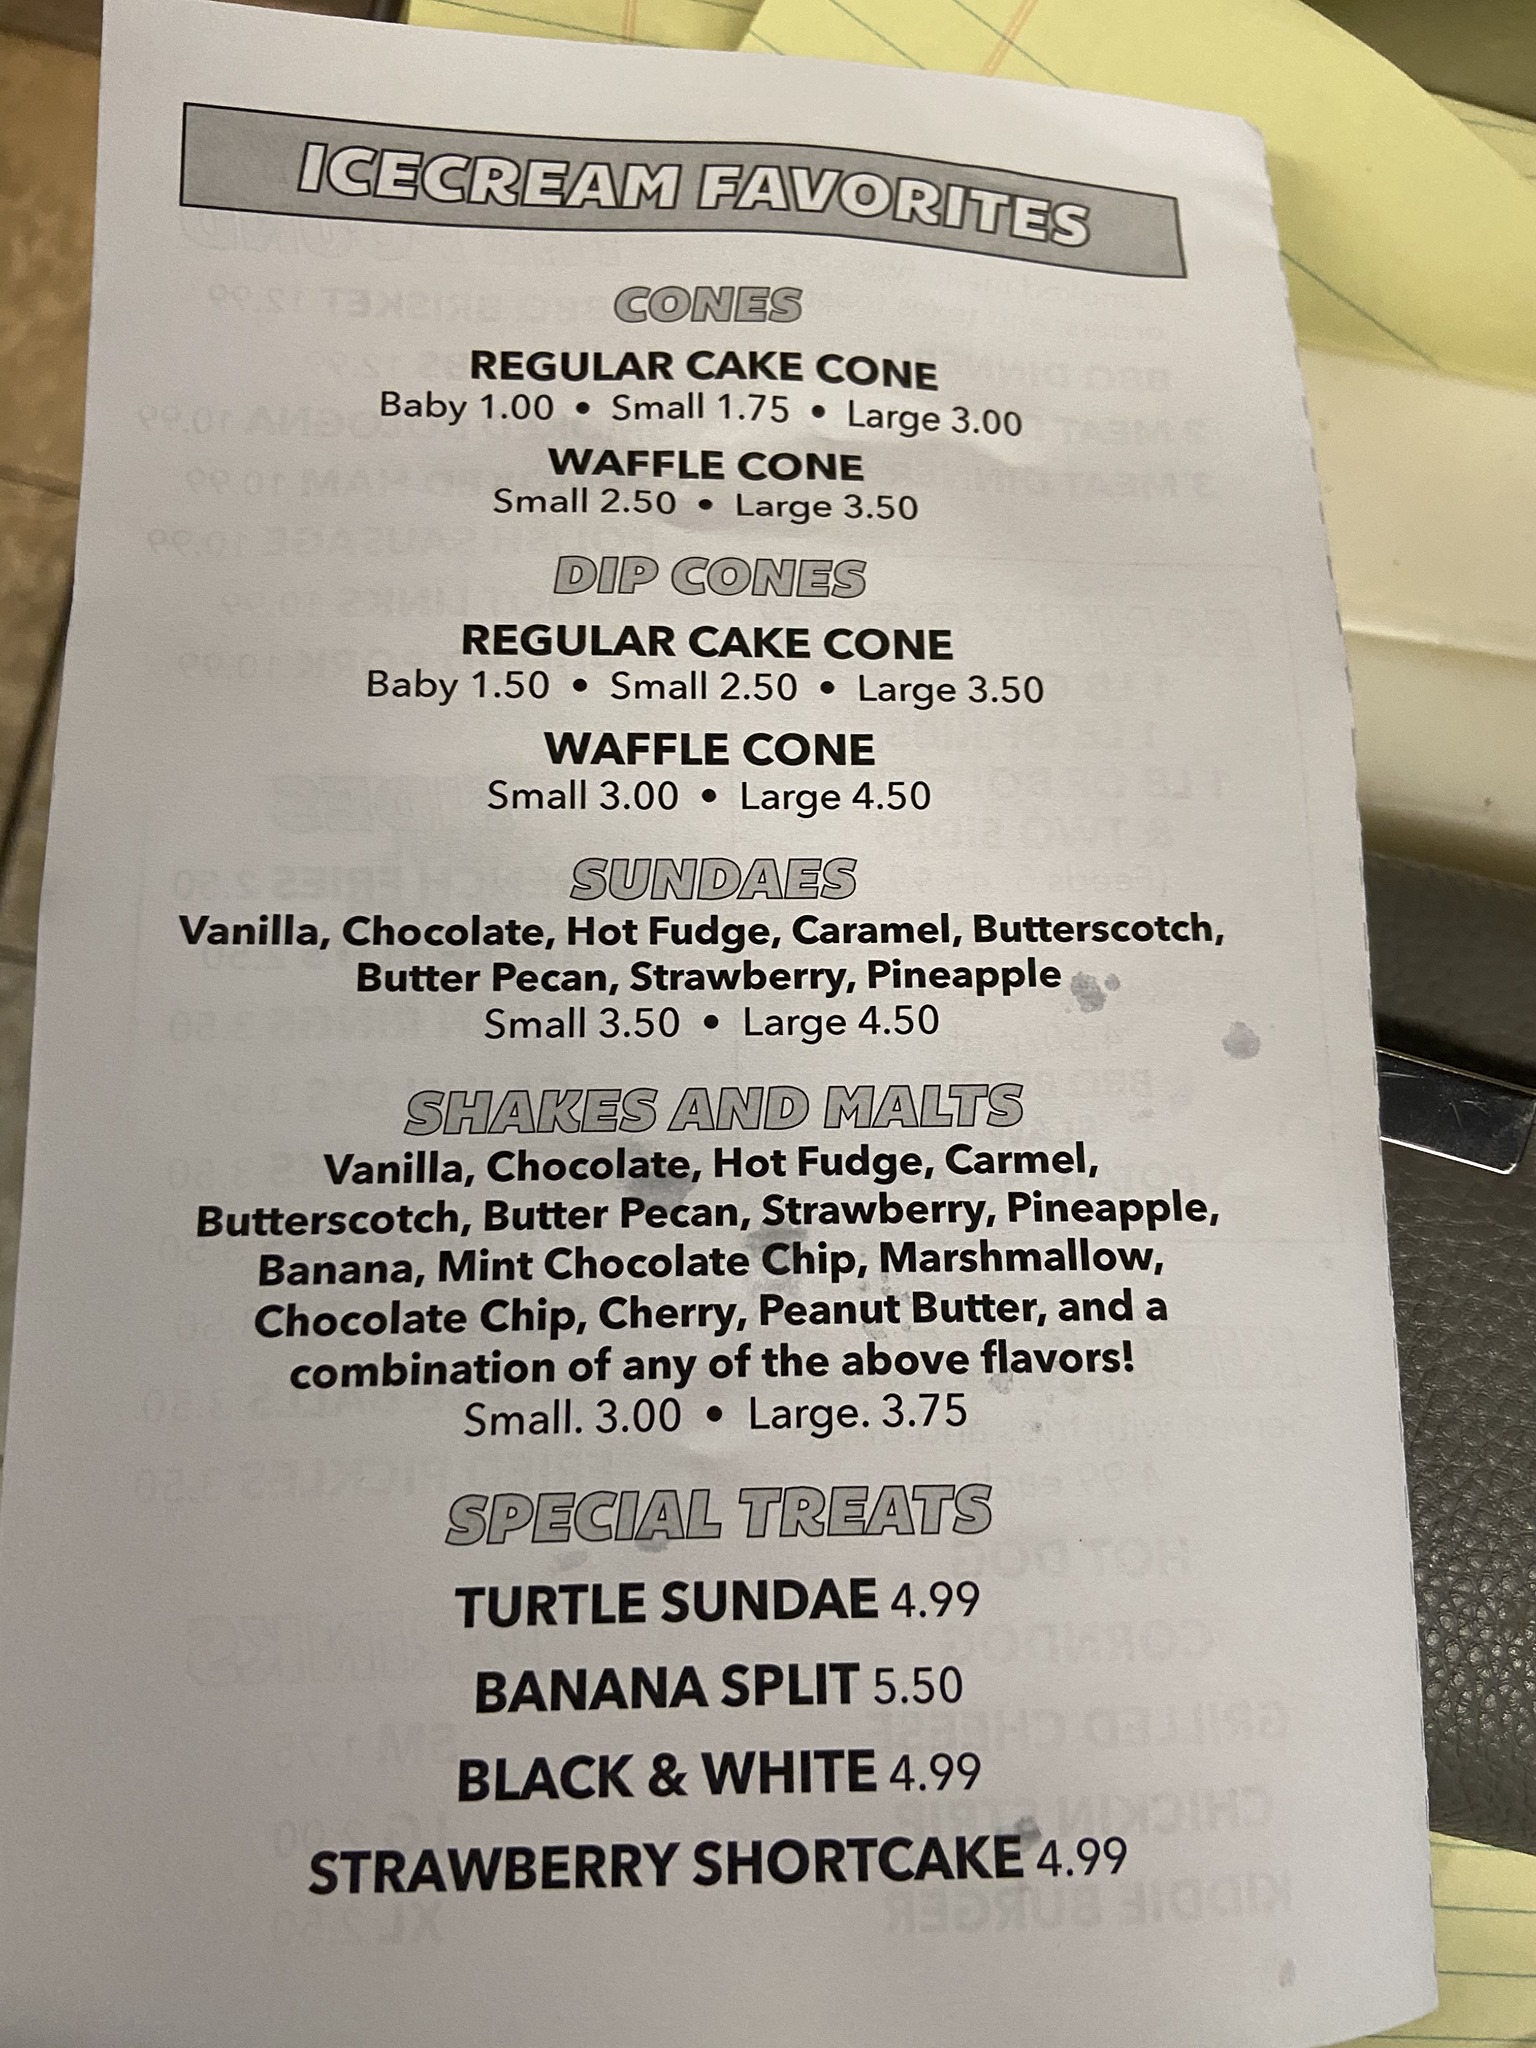 ICECREAM FAVORITES
CONES
REGULAR CAKE CONE
Baby 1.00 • Small 1.75 • Large 3.00
WAFFLE CONE
Small 2.50 • Large 3.50
DIP CONES
REGULAR CAKE CONE
Baby 1.50 • Small 2.50 • Large 3.50
WAFFLE CONE
Small 3.00 • Large 4.50
SUNDAES
Vanilla, Chocolate, Hot Fudge, Caramel, Butterscotch,
Butter Pecan, Strawberry, Pineapple
Small 3.50 • Large 4.50
SHAKES AND MALTS
Vanilla, Chocolate, Hot Fudge, Carmel,
Butterscotch, Butter Pecan, Strawberry, Pineapple,
Banana, Mint Chocolate Chip, Marshmallow,
Chocolate Chip, Cherry, Peanut Butter, and a
combination of any of the above flavors!
Small. 3.00 • Large. 3.75
SPECIAL TREATS
TURTLE SUNDAE 4.99
BANANA SPLIT 5.50
BLACK & WHITE 4.99
STRAWBERRY SHORTCAKE 4.99